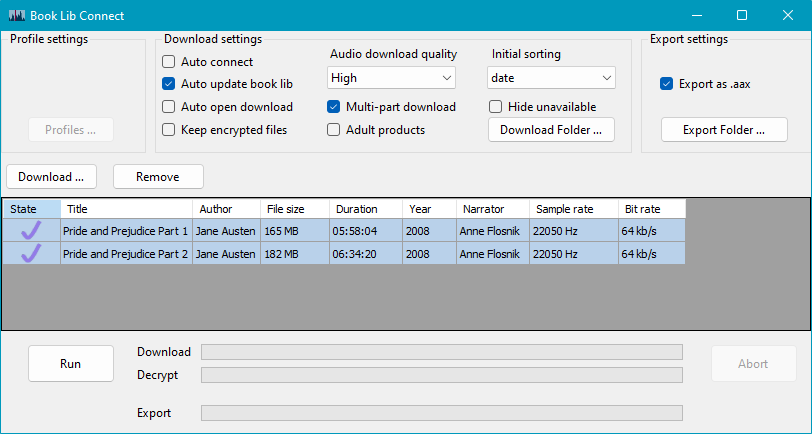 Book Lib Connect
Profile settings
Profiles ...
Download settings
Auto connect
Auto update book lib
Auto open download
Keep encrypted files
Audio download quality
High
Multi-part download
Adult products
Initial sorting
date
Hide unavailable
Download Folder ...
Export settings
Export as .aax
Export Folder ...
Download ... Remove
State Title Author File size Duration Year Narrator Sample rate Bit rate
Pride and Prejudice Part 1 Jane Austen 165 MB 05:58:04 2008 Anne Flosnik 22050 Hz 64 kb/s
Pride and Prejudice Part 2 Jane Austen 182 MB 06:34:20 2008 Anne Flosnik 22050 Hz 64 kb/s
Run
Download
Decrypt
Export
Abort